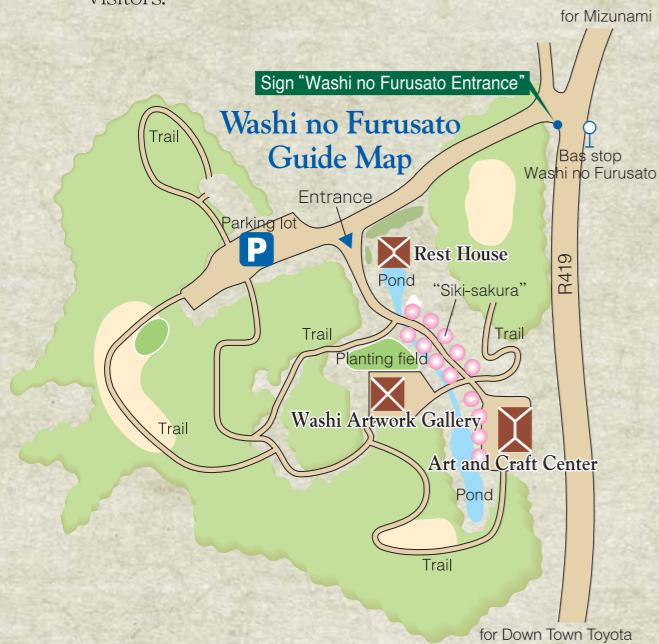 visitors.
for Mizunami
Sign “Washi no Furusato Entrance”
Washi no Furusato
Guide Map
Trail
Entrance
Bas stop
Washi no Furusato
Parking lot
P
Rest House
Pond
“Siki-sakura”
R419
Trail
Trail
Planting field
Washi Artwork Gallery
Trail
Art and Craft Center
Pond
Trail
for Down Town Toyota